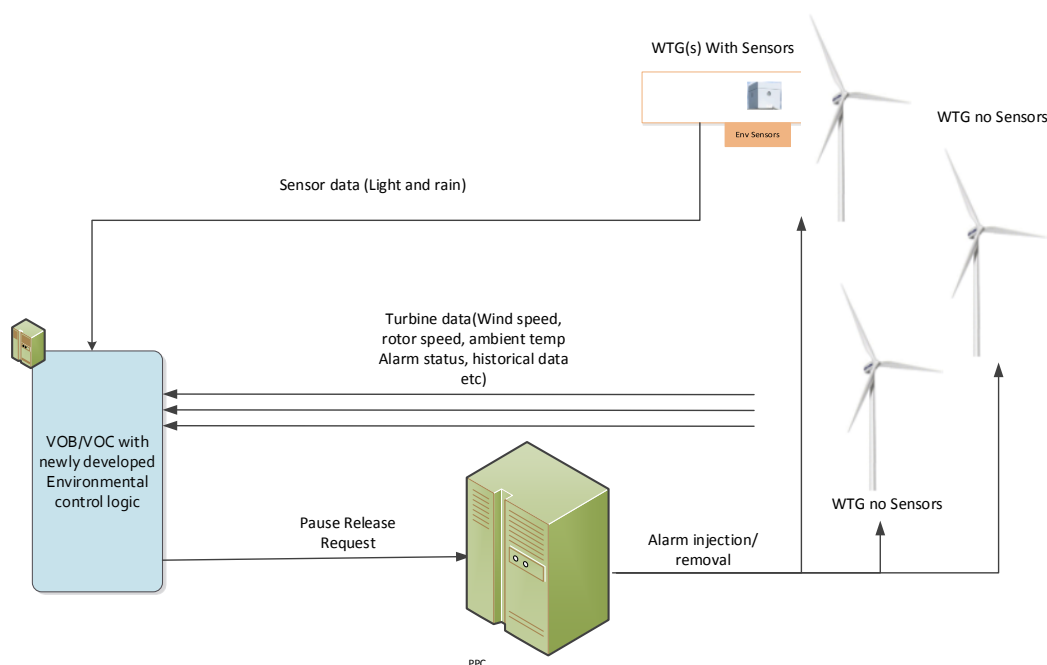 WTG(s) With Sensors
WTG no Sensors
Env Sensors
Sensor data (Light and rain)
Turbine data(Wind speed,
rotor speed, ambient temp
Alarm status, historical data
etc)
VOB/VOC with
newly developed
Environmental
control logic
WTG no Sensors
Pause Release
Request
Alarm injection/
removal
PPC